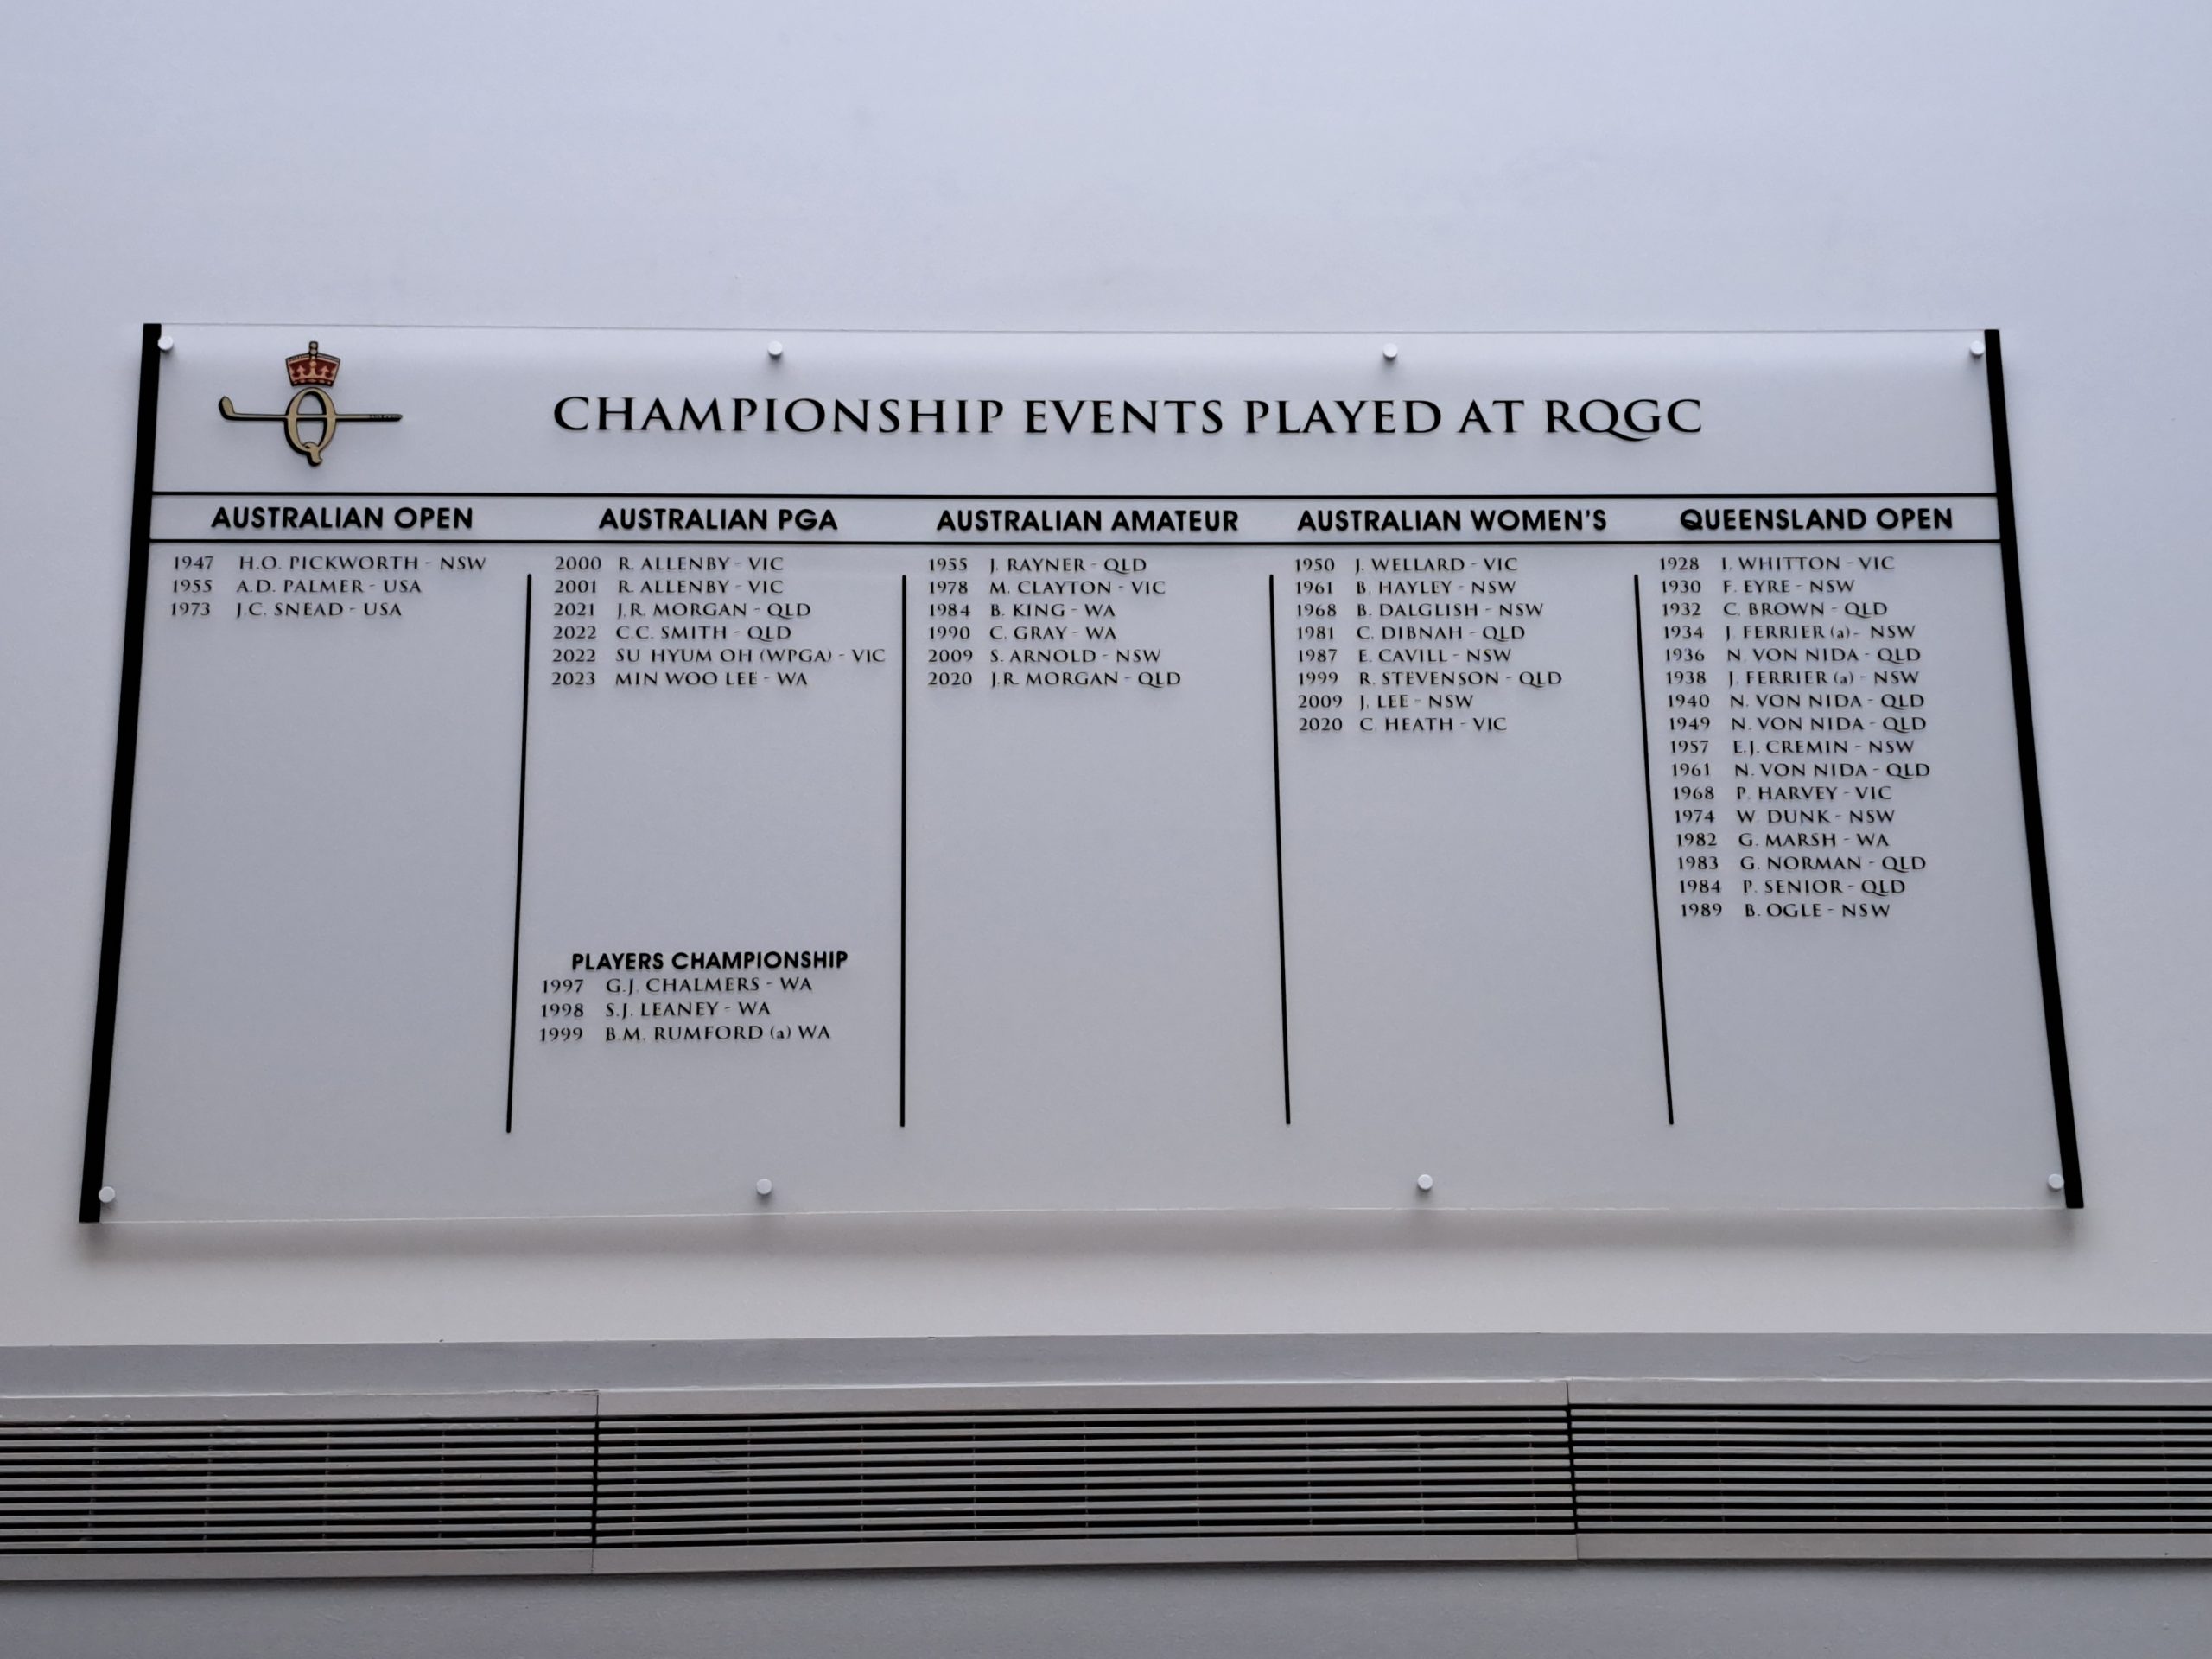 CHAMPIONSHIP EVENTS PLAYED AT RQGC
AUSTRALIAN OPEN
1947 H.O. PICKWORTH - NSW
1955 A.D. PALMER - USA
1973 J.C. SNEAD - USA
AUSTRALIAN PGA
2000 R. ALLENBY - VIC
2001 R. ALLENBY - VIC
2021 J.R. MORGAN - QLD
2022 C.C. SMITH - QLD
2022 SU HYUM OH (WPGA) - VIC
2023 MIN WOO LEE - WA
PLAYERS CHAMPIONSHIP
1997 G.J. CHALMERS - WA
1998 S.J. LEANEY - WA
1999 B.M. RUMFORD (a) WA
AUSTRALIAN AMATEUR
1955 J. RAYNER - QLD
1978 M. CLAYTON - VIC
1984 B. KING - WA
1990 C. GRAY - WA
2009 S. ARNOLD - NSW
2020 J.R. MORGAN - QLD
AUSTRALIAN WOMEN'S
1950 J. WELLARD - VIC
1961 B. HAYLEY - NSW
1968 B. DALGLISH - NSW
1981 C. DIBNAH - QLD
1987 E. CAVILL - NSW
1999 R. STEVENSON - QLD
2009 J. LEE - NSW
2020 C. HEATH - VIC
QUEENSLAND OPEN
1928 I. WHITTON - VIC
1930 F. EYRE - NSW
1932 C. BROWN - QLD
1934 J. FERRIER (a) - NSW
1936 N. VON NIDA - QLD
1938 J. FERRIER (a) - NSW
1940 N. VON NIDA - QLD
1949 N. VON NIDA - QLD
1957 E.J. CREMIN - NSW
1961 N. VON NIDA - QLD
1968 P. HARVEY - VIC
1974 W. DUNK - NSW
1982 G. MARSH - WA
1983 G. NORMAN - QLD
1984 P. SENIOR - QLD
1989 B. OGLE - NSW